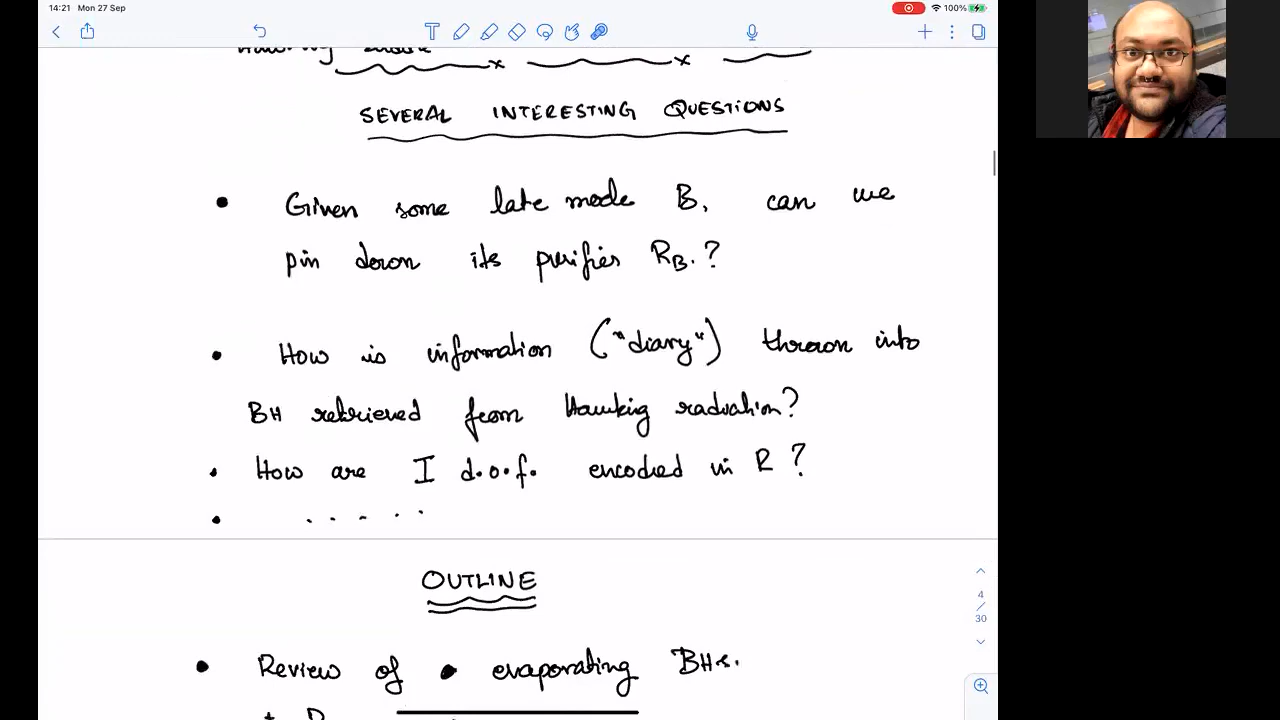 14:21 Mon 27 Sep
100%
SEVERAL INTERESTING QUESTIONS
• Given some late mode B, can we
pin down its purifier R_B.?
• How is information ("diary") thrown into
BH retrieved from Hawking radiation?
• How are I d.o.f. encoded in R?
• . . . . .
OUTLINE
4
/
30
• Review of • evaporating BHs.